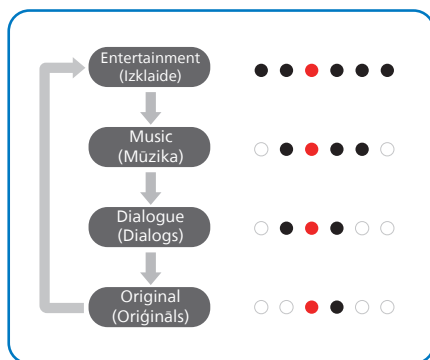 Entertainment
(Izklaide)
Music
(Mūzika)
Dialogue
(Dialogs)
Original
(Oriģināls)